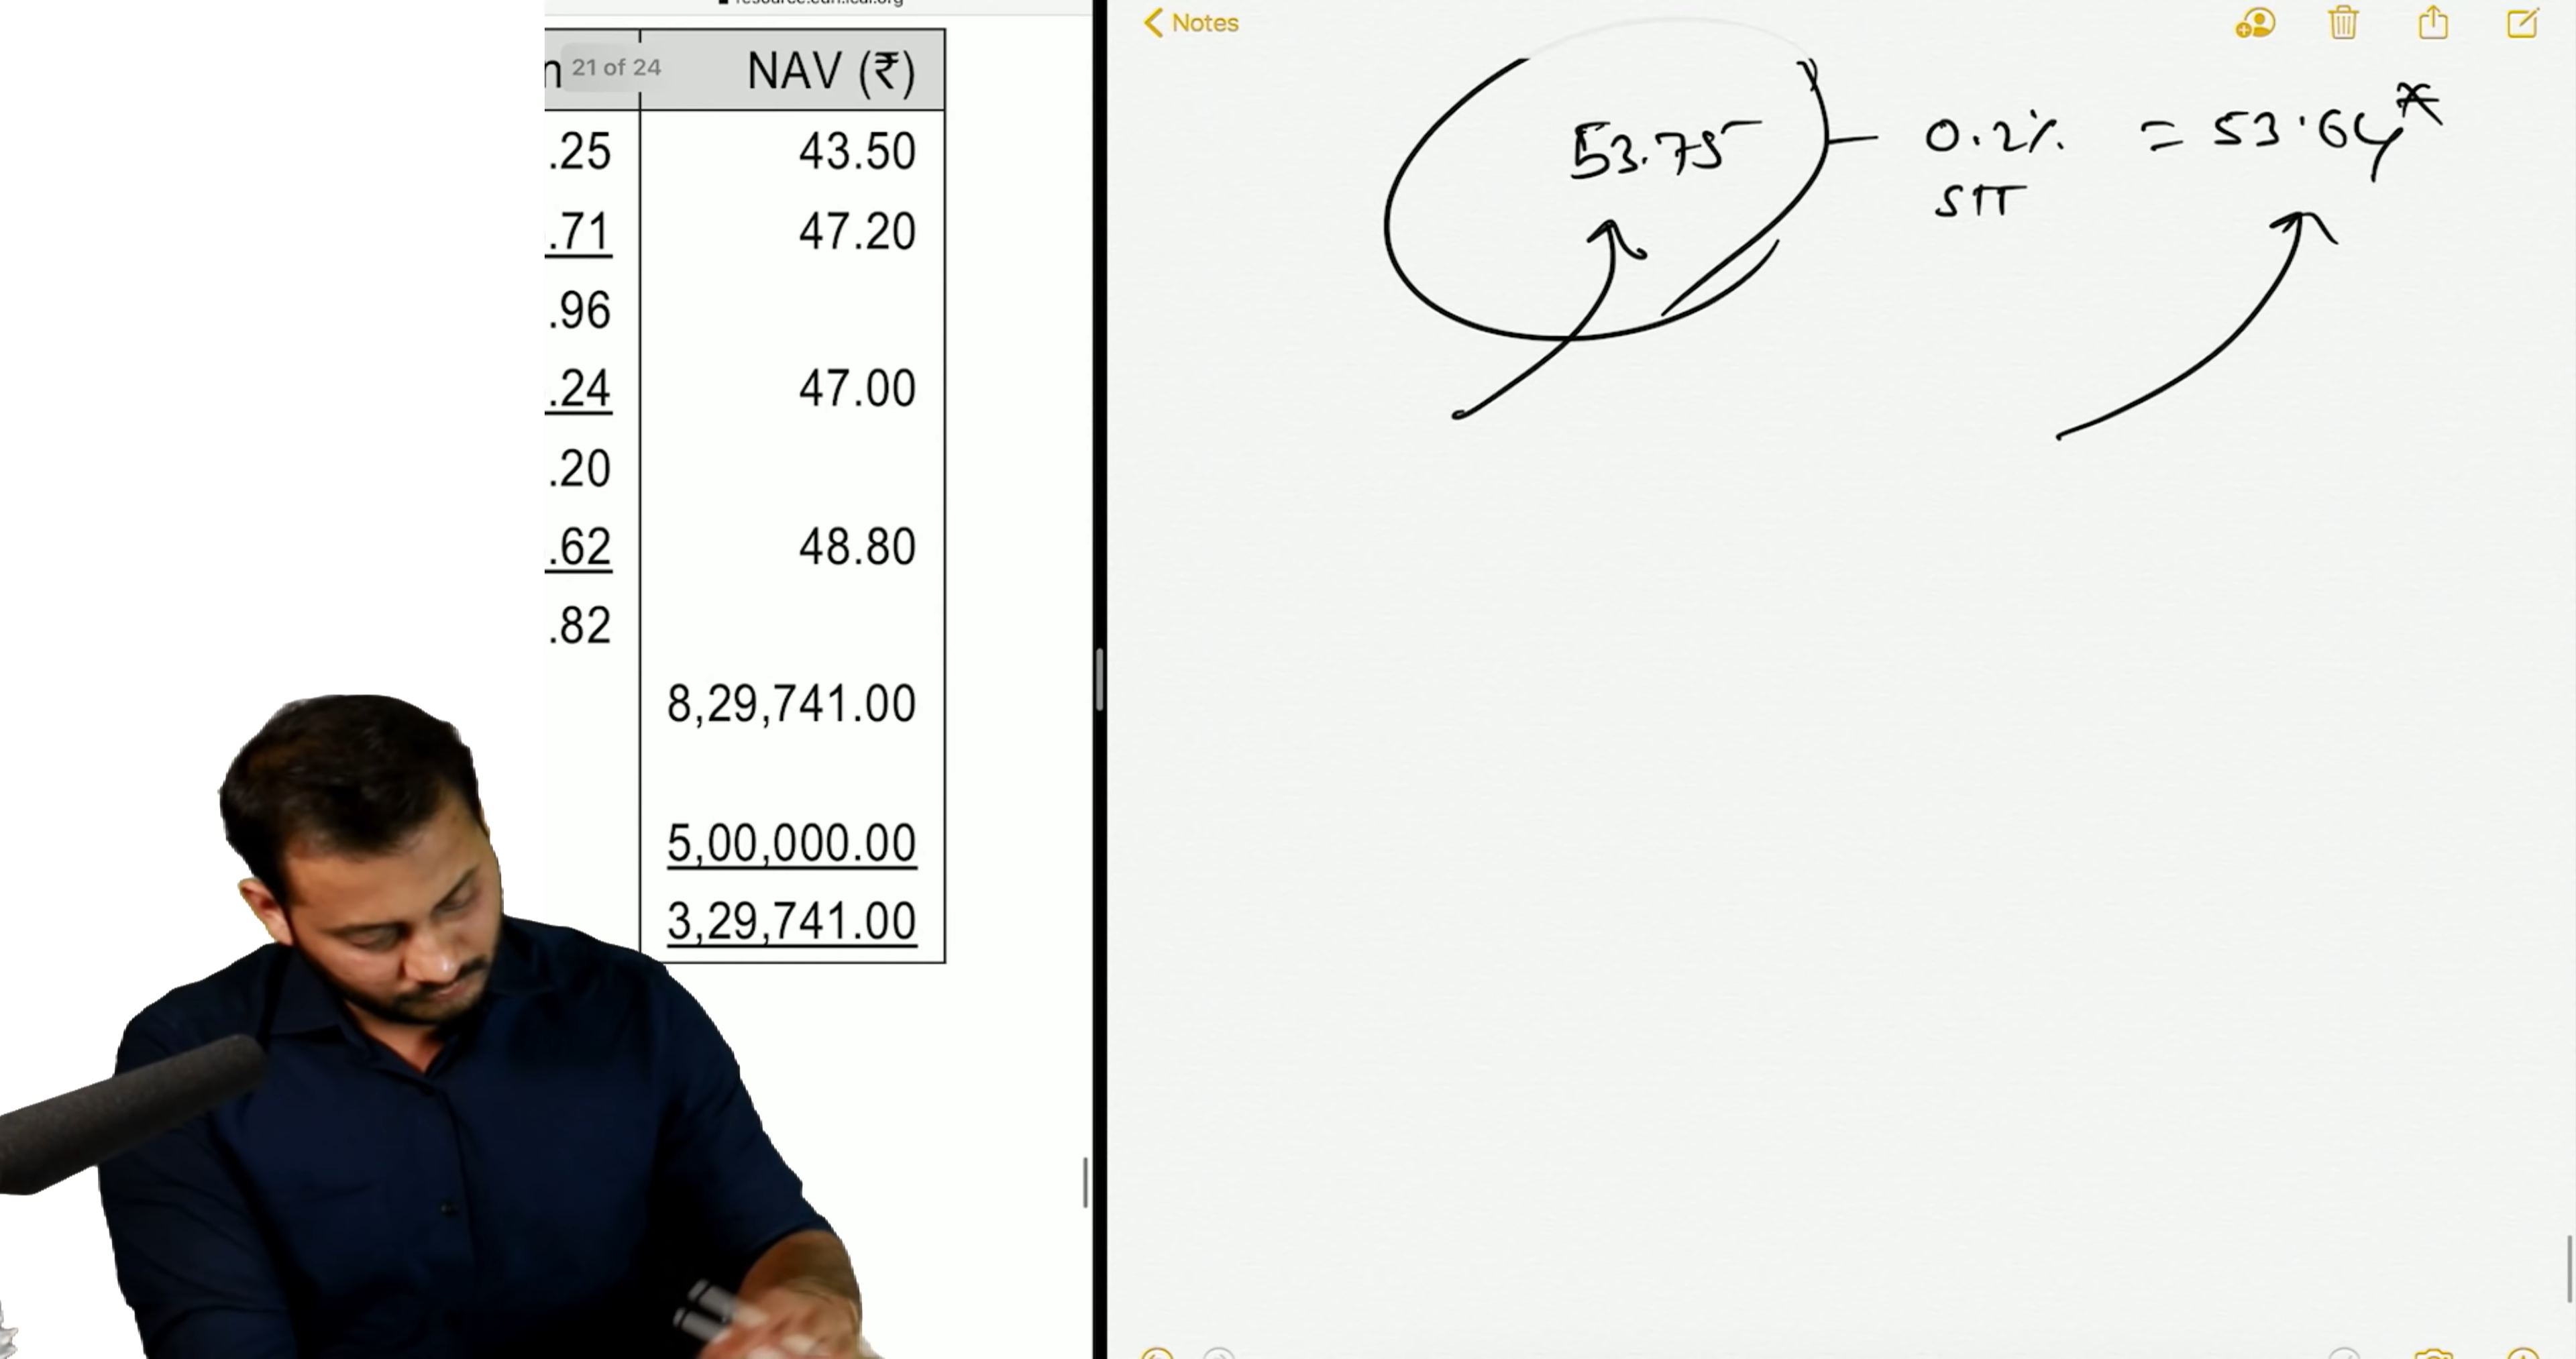 21 of 24
NAV (₹)
.25 43.50
.71 47.20
.96
.24 47.00
.20
.62 48.80
.82
8,29,741.00
5,00,000.00
3,29,741.00
Notes
53.75 - 0.2% = 53.64*
STT